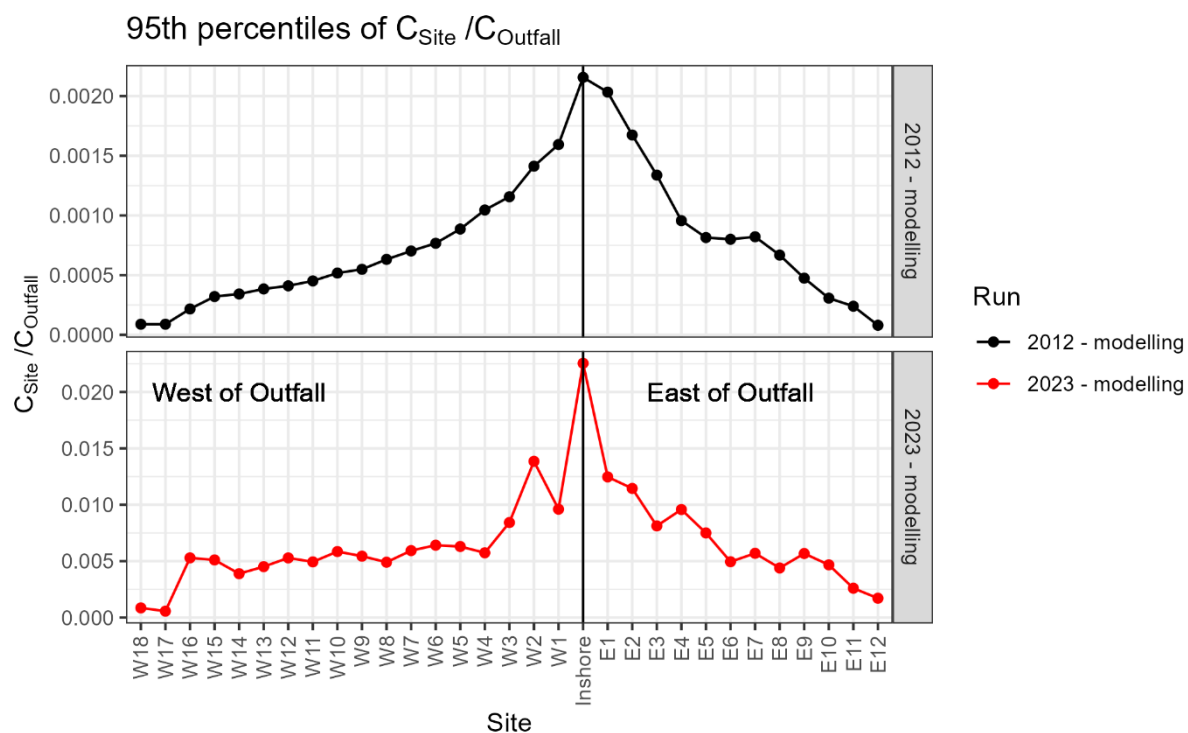 95th percentiles of CSite /COutfall
0.0020
0.0015
0.0010
0.0005
0.0000
2012 - modelling
CSite /COutfall
West of Outfall
East of Outfall
0.020
0.015
0.010
0.005
0.000
2023 - modelling
W18
W17
W16
W15
W14
W13
W12
W11
W10
W9
W8
W7
W6
W5
W4
W3
W2
W1
Inshore
E1
E2
E3
E4
E5
E6
E7
E8
E9
E10
E11
E12
Site
Run
2012 - modelling
2023 - modelling